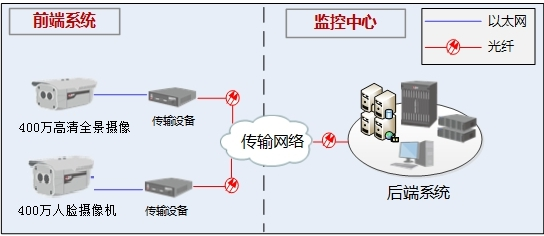 前端系统
监控中心
以太网
光纤
400万高清全景摄像
传输设备
传输网络
后端系统
400万人脸摄像机
传输设备